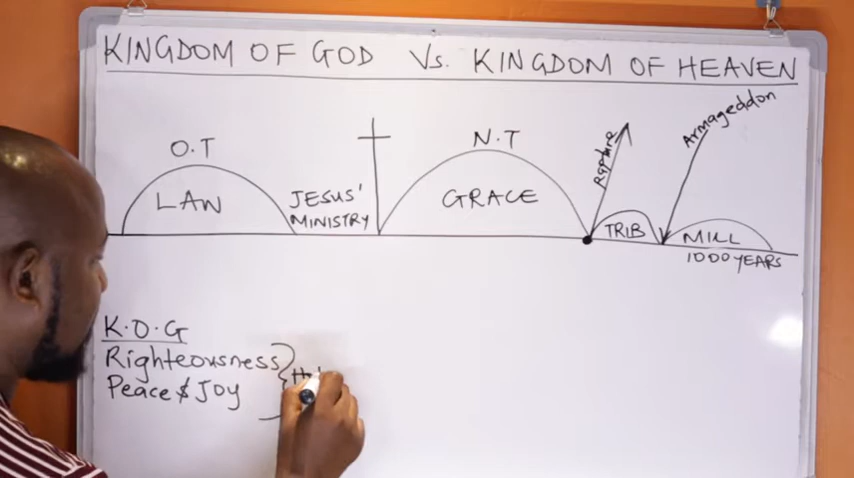 KINGDOM OF GOD Vs. KINGDOM OF HEAVEN
O.T
LAW
JESUS'
MINISTRY
N.T
GRACE
Rapture
TRIB
Armageddon
MILL
1000 YEARS
K.O.G
Righteousness
Peace & Joy